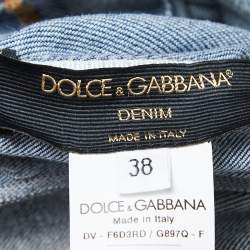 DOLCE & GABBANA®
DENIM
MADE IN ITALY
38
DOLCE & GABBANA
Made in Italy
DV - F6D3RD / G897Q - F